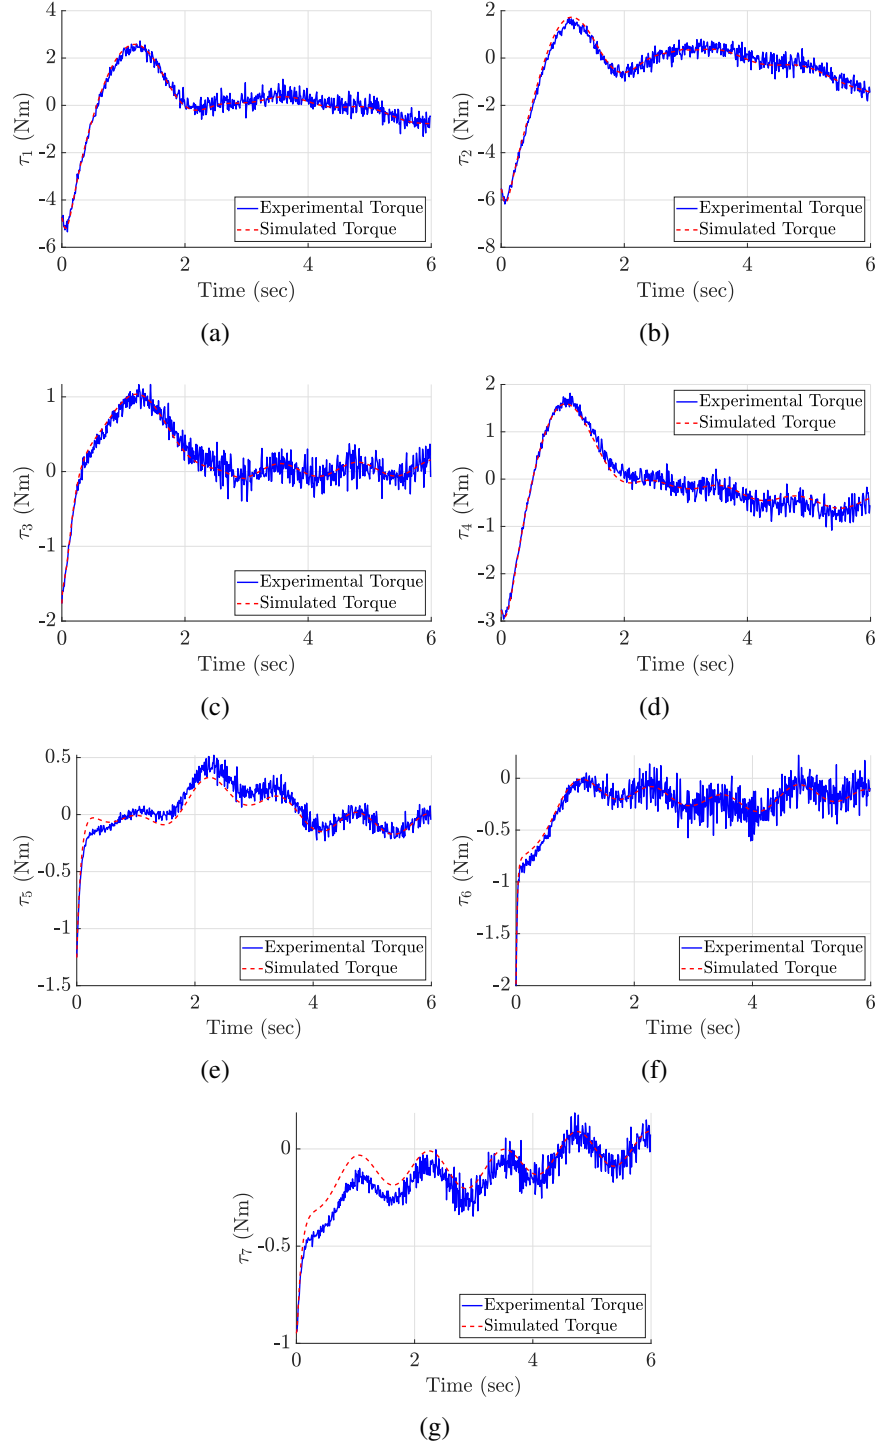 4
2
0
-2
-4
-6
τ1 (Nm)
Experimental Torque
Simulated Torque
0 2 4 6
Time (sec)
(a)
2
0
-2
-4
-6
-8
τ2 (Nm)
Experimental Torque
Simulated Torque
0 2 4 6
Time (sec)
(b)
1
0
-1
-2
τ3 (Nm)
Experimental Torque
Simulated Torque
0 2 4 6
Time (sec)
(c)
2
1
0
-1
-2
-3
τ4 (Nm)
Experimental Torque
Simulated Torque
0 2 4 6
Time (sec)
(d)
0.5
0
-0.5
-1
-1.5
τ5 (Nm)
Experimental Torque
Simulated Torque
0 2 4 6
Time (sec)
(e)
0
-0.5
-1
-1.5
-2
τ6 (Nm)
Experimental Torque
Simulated Torque
0 2 4 6
Time (sec)
(f)
0
-0.5
-1
τ7 (Nm)
Experimental Torque
Simulated Torque
0 2 4 6
Time (sec)
(g)